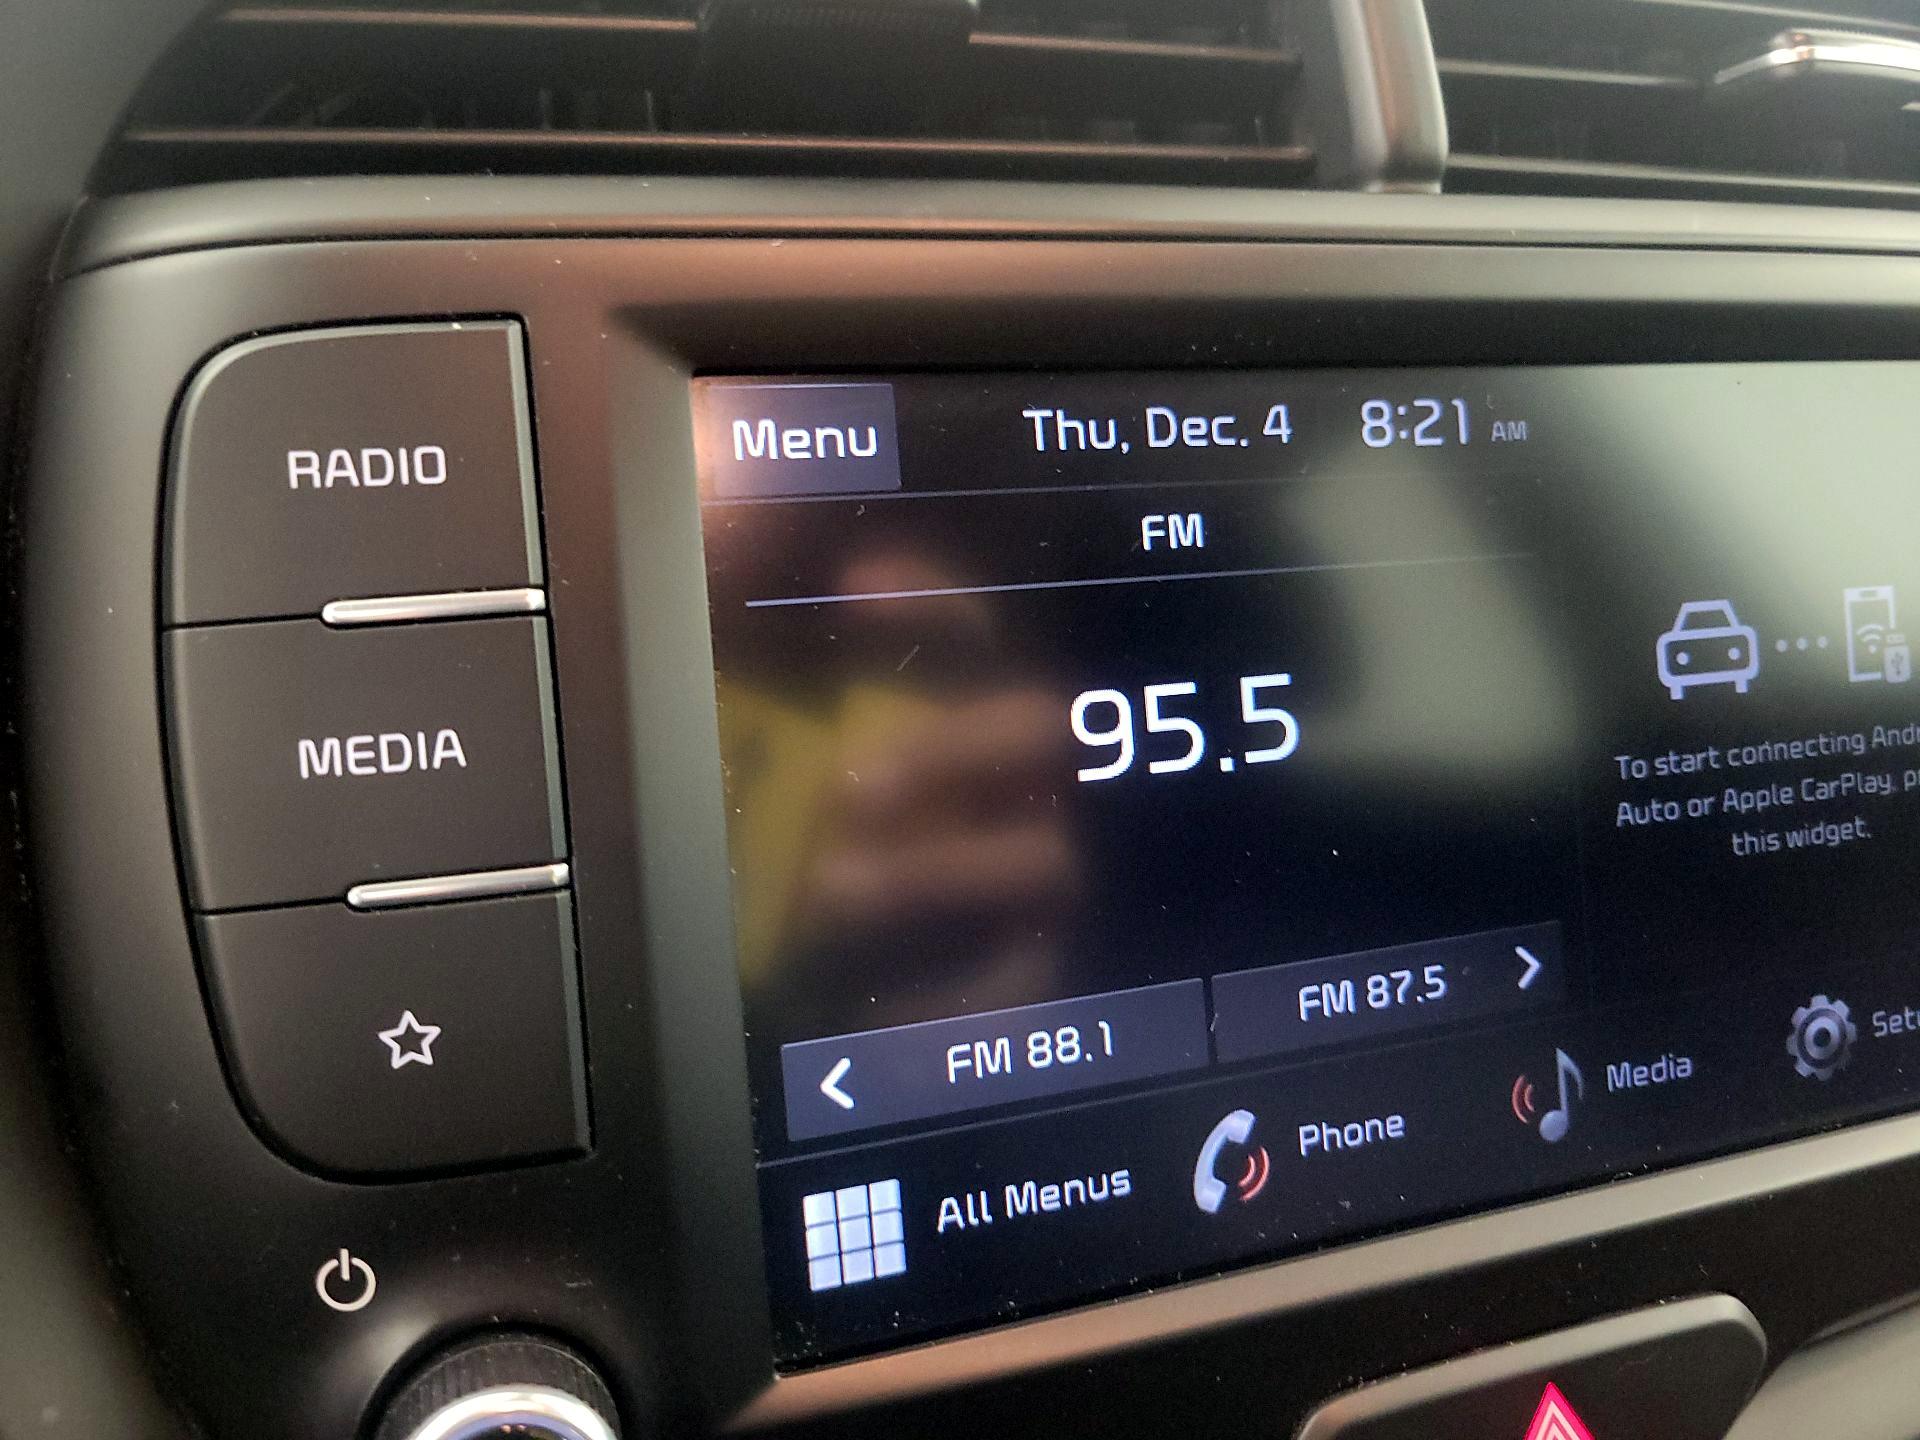 RADIO
MEDIA
Menu
Thu, Dec. 4 8:21 AM
FM
95.5
To start connecting
Auto or Apple CarPlay,
this widget.
FM 88.1
FM 87.5
All Menus
Phone
Media